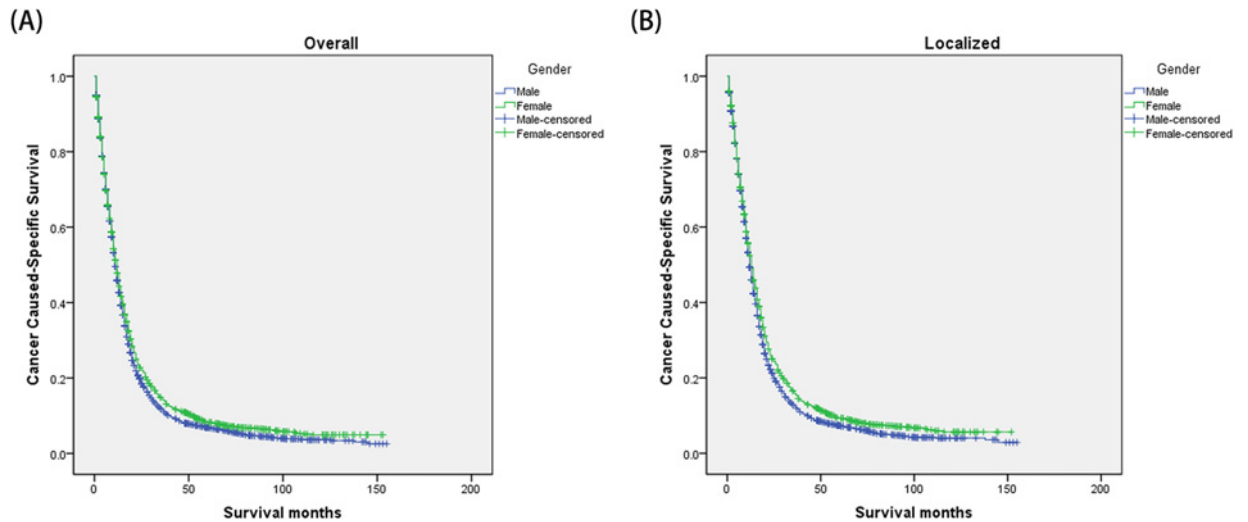 (A)
Overall
Cancer Caused-Specific Survival
1.0
0.8
0.6
0.4
0.2
0.0
0 50 100 150 200
Survival months
Gender
Male
Female
Male-censored
Female-censored
(B)
Localized
Cancer Caused-Specific Survival
1.0
0.8
0.6
0.4
0.2
0.0
0 50 100 150 200
Survival months
Gender
Male
Female
Male-censored
Female-censored